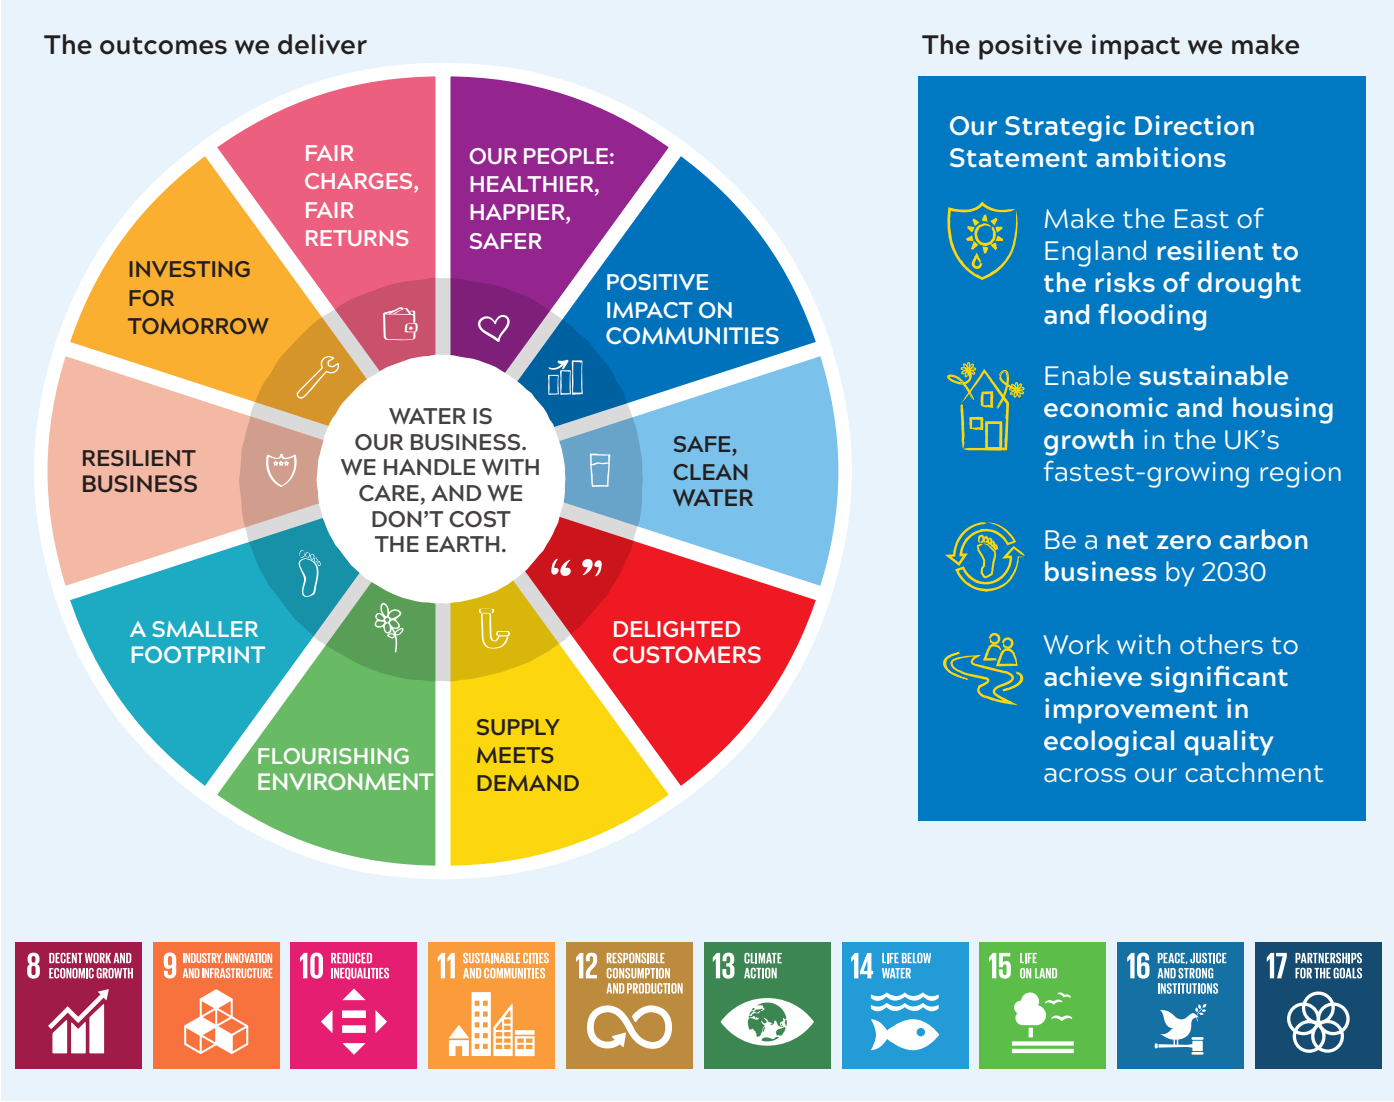 The outcomes we deliver
FAIR
CHARGES,
FAIR
RETURNS
OUR PEOPLE:
HEALTHIER,
HAPPIER,
SAFER
POSITIVE
IMPACT ON
COMMUNITIES
SAFE,
CLEAN
WATER
DELIGHTED
CUSTOMERS
SUPPLY
MEETS
DEMAND
FLOURISHING
ENVIRONMENT
A SMALLER
FOOTPRINT
RESILIENT
BUSINESS
INVESTING
FOR
TOMORROW
WATER IS
OUR BUSINESS.
WE HANDLE WITH
CARE, AND WE
DON’T COST
THE EARTH.
The positive impact we make
Our Strategic Direction
Statement ambitions
Make the East of
England resilient to
the risks of drought
and flooding
Enable sustainable
economic and housing
growth in the UK’s
fastest-growing region
Be a net zero carbon
business by 2030
Work with others to
achieve significant
improvement in
ecological quality
across our catchment
8 DECENT WORK AND
ECONOMIC GROWTH
9 INDUSTRY, INNOVATION
AND INFRASTRUCTURE
10 REDUCED
INEQUALITIES
11 SUSTAINABLE CITIES
AND COMMUNITIES
12 RESPONSIBLE
CONSUMPTION
AND PRODUCTION
13 CLIMATE
ACTION
14 LIFE BELOW
WATER
15 LIFE
ON LAND
16 PEACE, JUSTICE
AND STRONG
INSTITUTIONS
17 PARTNERSHIPS
FOR THE GOALS